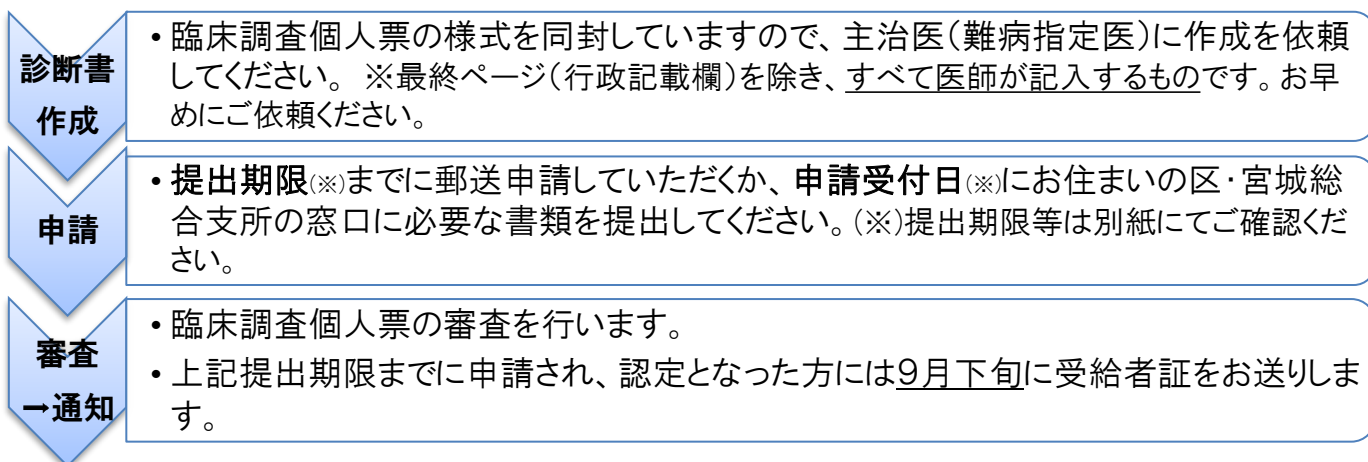 診断書
作成
・臨床調査個人票の様式を同封していますので、主治医（難病指定医）に作成を依頼
してください。 ※最終ページ（行政記載欄）を除き、すべて医師が記入するものです。お早
めにご依頼ください。
申請
・提出期限(※)までに郵送申請していただくか、申請受付日(※)にお住まいの区・宮城総
合支所の窓口に必要な書類を提出してください。(※)提出期限等は別紙にてご確認くだ
さい。
審査
→通知
・臨床調査個人票の審査を行います。
・上記提出期限までに申請され、認定となった方には9月下旬に受給者証をお送りしま
す。